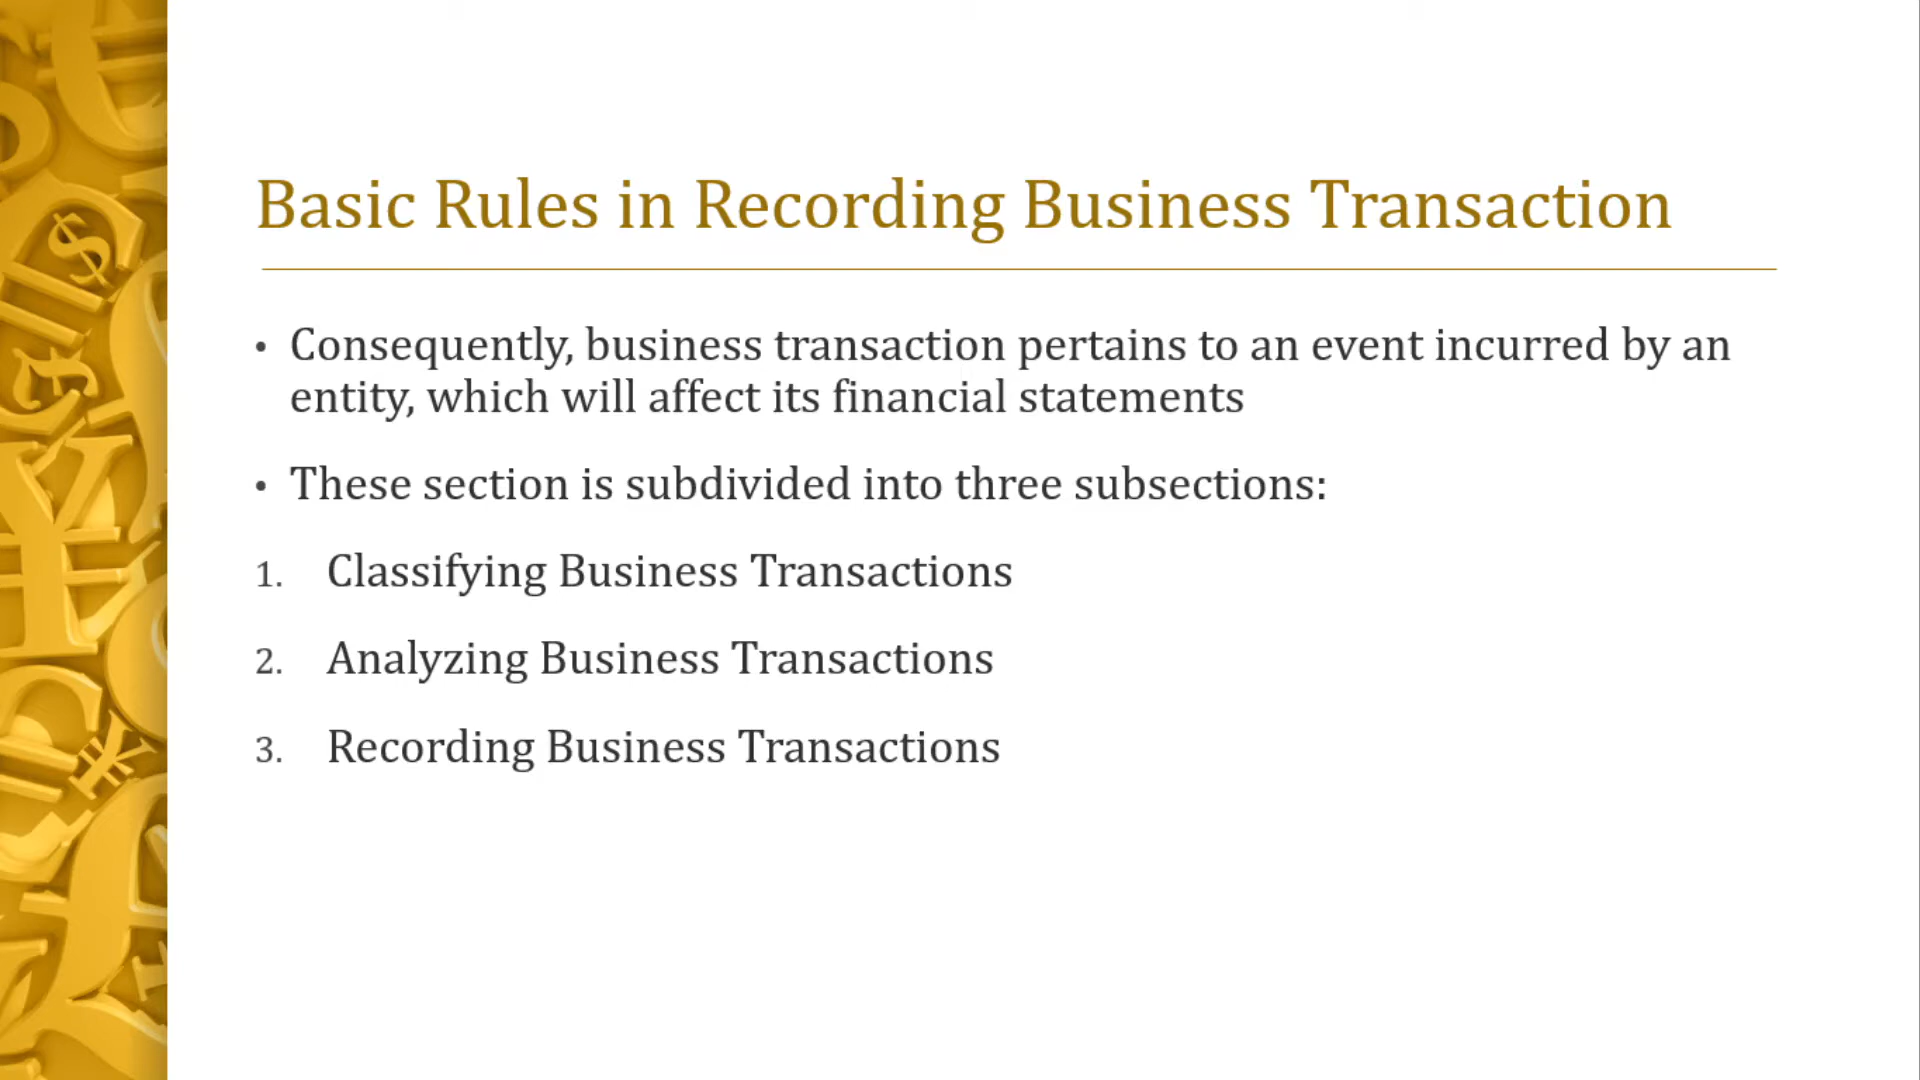 Basic Rules in Recording Business Transaction
• Consequently, business transaction pertains to an event incurred by an
entity, which will affect its financial statements
• These section is subdivided into three subsections:
1. Classifying Business Transactions
2. Analyzing Business Transactions
3. Recording Business Transactions